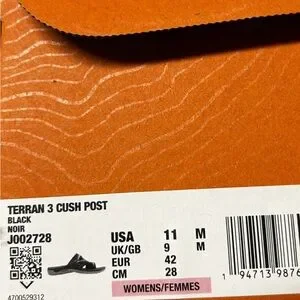 TERRAN 3 CUSH POST
BLACK
NOIR
J002728
USA 11 M
UK/GB 9 M
EUR 42
CM 28
4700529312
WOMENS/FEMMES
1 94713 9876